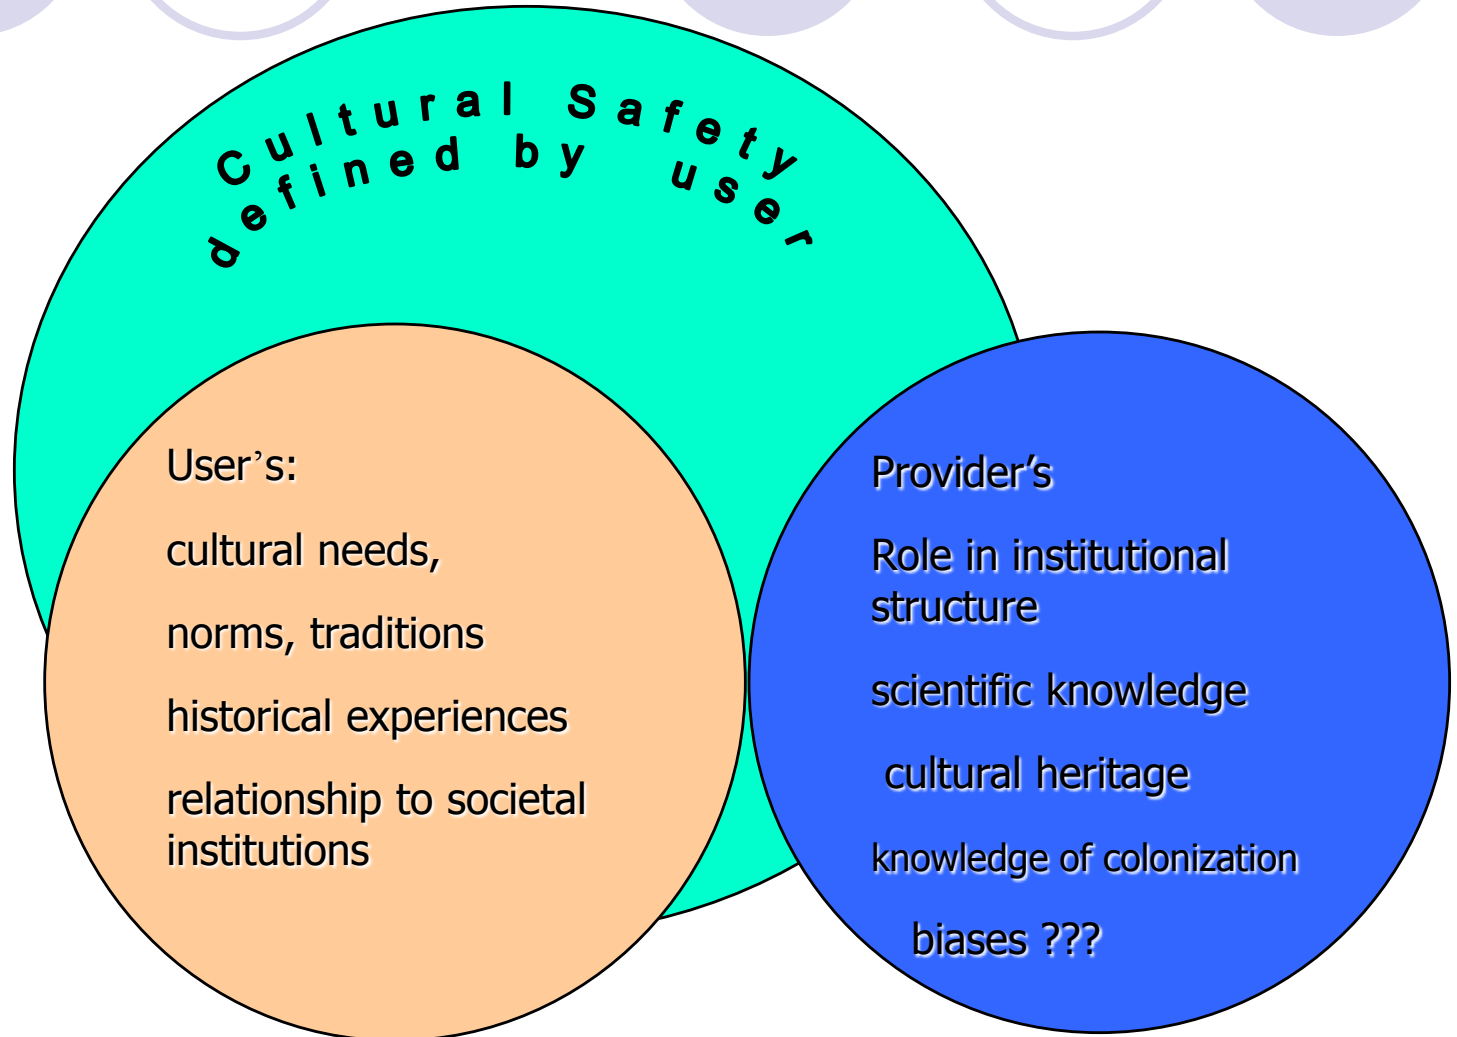 Cultural Safety
defined by user
User’s:
cultural needs,
norms, traditions
historical experiences
relationship to societal
institutions
Provider’s
Role in institutional
structure
scientific knowledge
cultural heritage
knowledge of colonization
biases ???